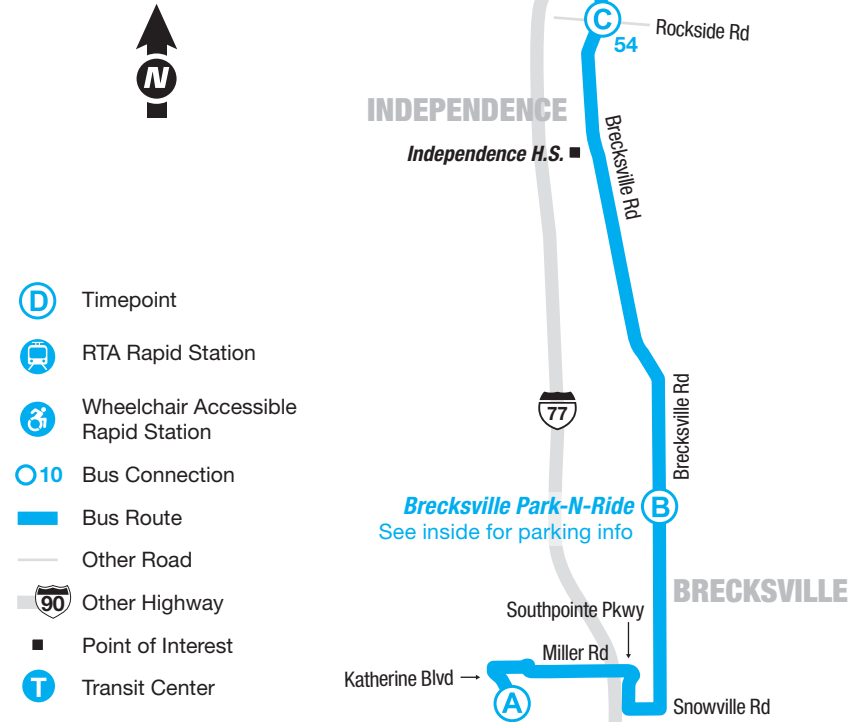 N
C
54
Rockside Rd
INDEPENDENCE
Independence H.S.
Brecksville Rd
D Timepoint
RTA Rapid Station
Wheelchair Accessible
Rapid Station
10 Bus Connection
Bus Route
Other Road
90 Other Highway
Point of Interest
T Transit Center
77
Brecksville Rd
Brecksville Park-N-Ride B
See inside for parking info
BRECKSVILLE
Southpointe Pkwy
Miller Rd
Katherine Blvd
A
Snowville Rd